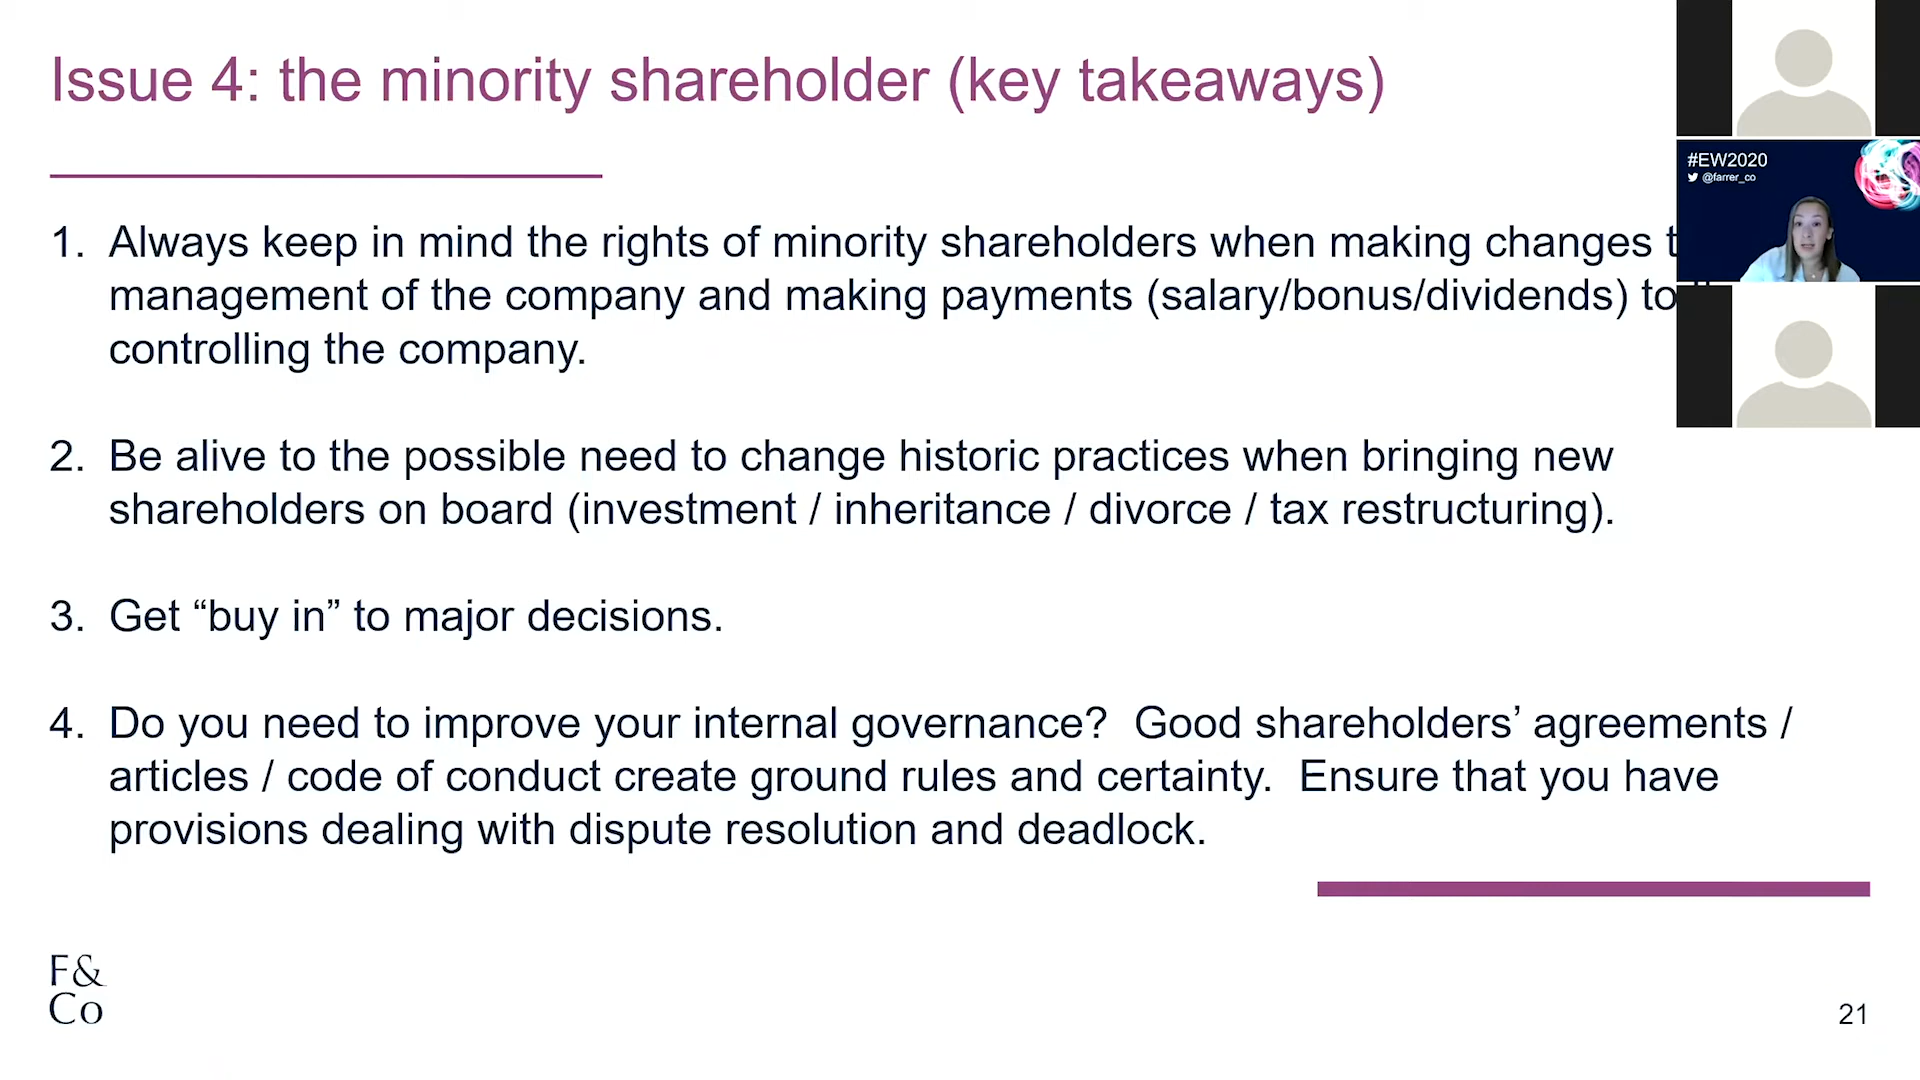 Issue 4: the minority shareholder (key takeaways)
#EW2020
@farrer_co
1. Always keep in mind the rights of minority shareholders when making changes
management of the company and making payments (salary/bonus/dividends) to
controlling the company.
2. Be alive to the possible need to change historic practices when bringing new
shareholders on board (investment / inheritance / divorce / tax restructuring).
3. Get “buy in” to major decisions.
4. Do you need to improve your internal governance?  Good shareholders’ agreements /
articles / code of conduct create ground rules and certainty.  Ensure that you have
provisions dealing with dispute resolution and deadlock.
F&
Co
21